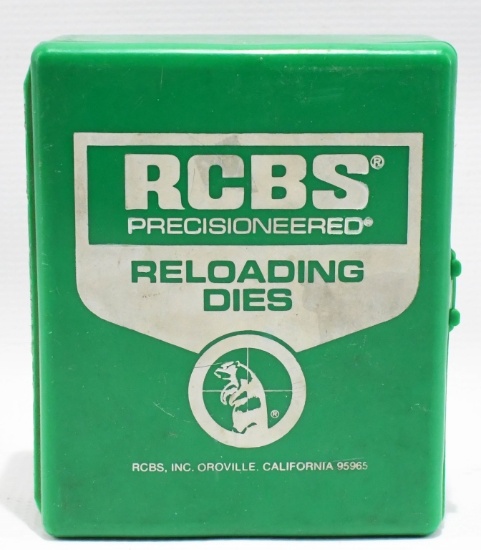 RCBS®
PRECISIONEERED®
RELOADING
DIES
®
RCBS, INC. OROVILLE, CALIFORNIA 95965